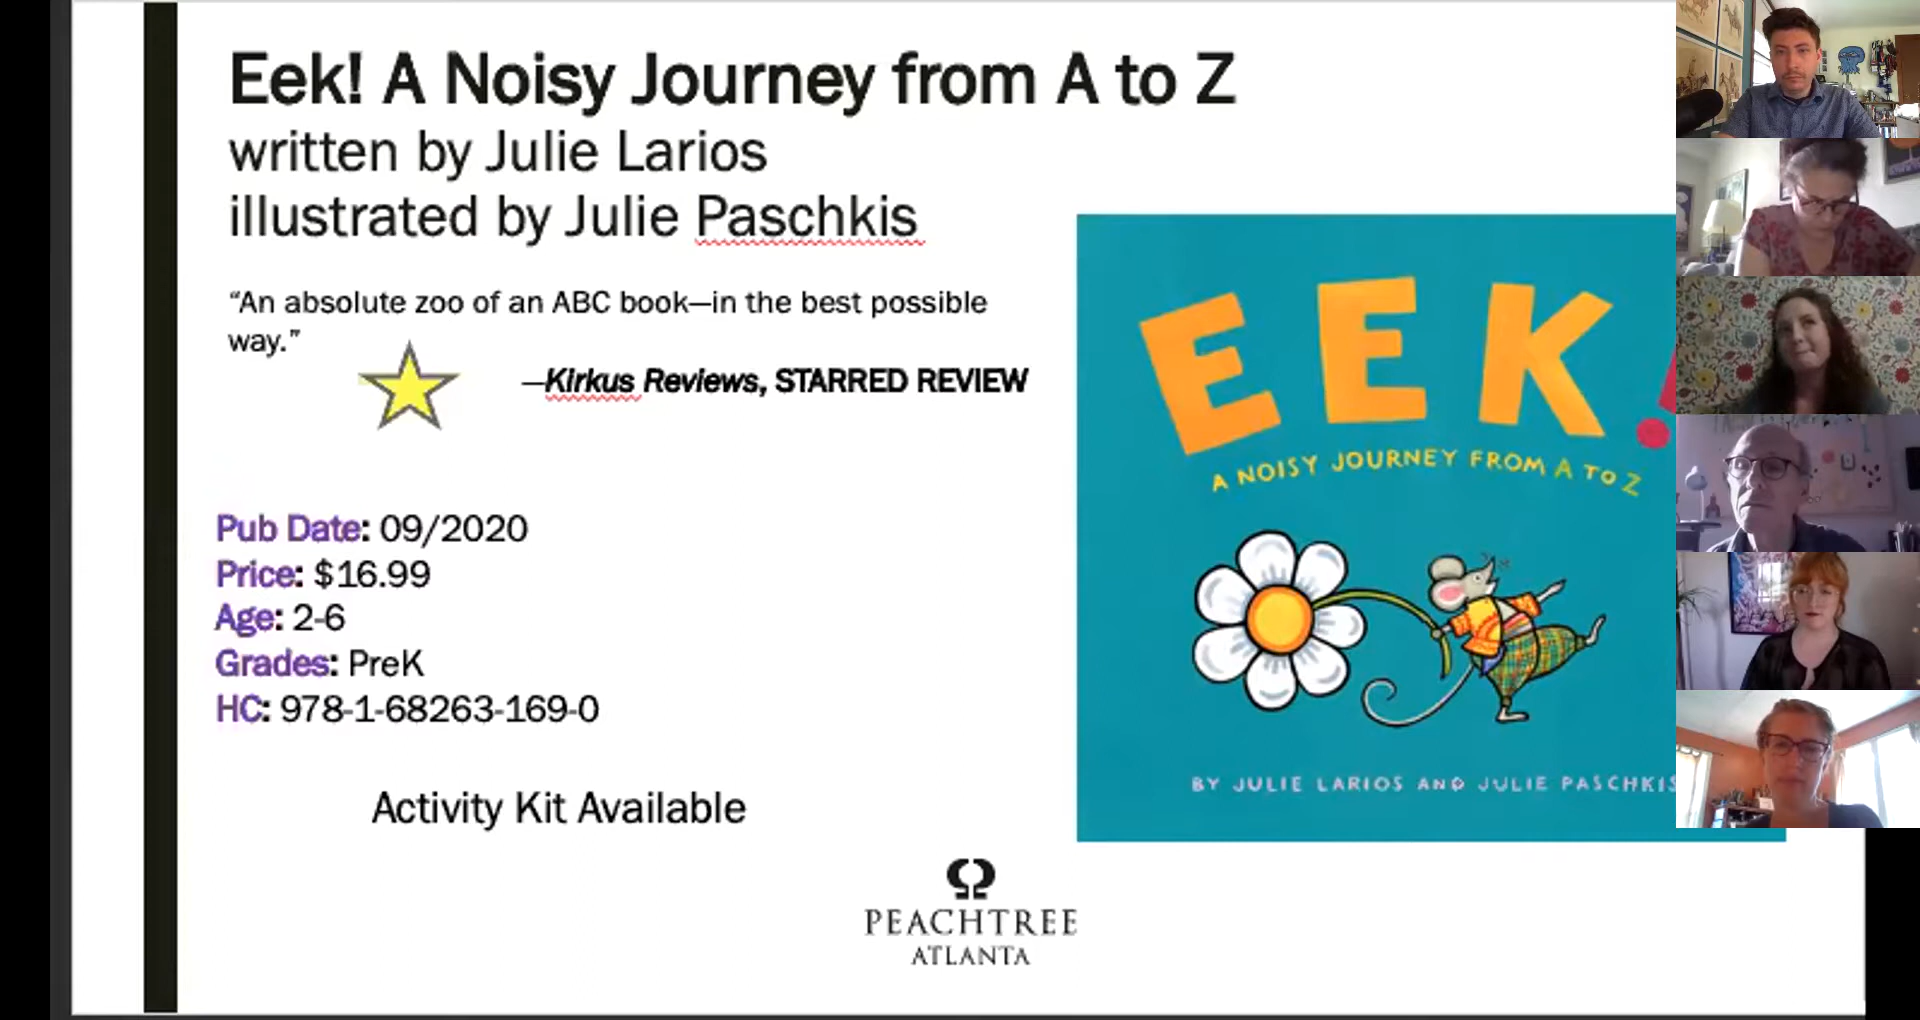 Eek! A Noisy Journey from A to Z
written by Julie Larios
illustrated by Julie Paschkis
“An absolute zoo of an ABC book—in the best possible
way.”
—Kirkus Reviews, STARRED REVIEW
Pub Date: 09/2020
Price: $16.99
Age: 2-6
Grades: PreK
HC: 978-1-68263-169-0
Activity Kit Available
EEK!
A NOISY JOURNEY FROM A TO Z
BY JULIE LARIOS AND JULIE PASCHKIS
PEACHTREE
ATLANTA